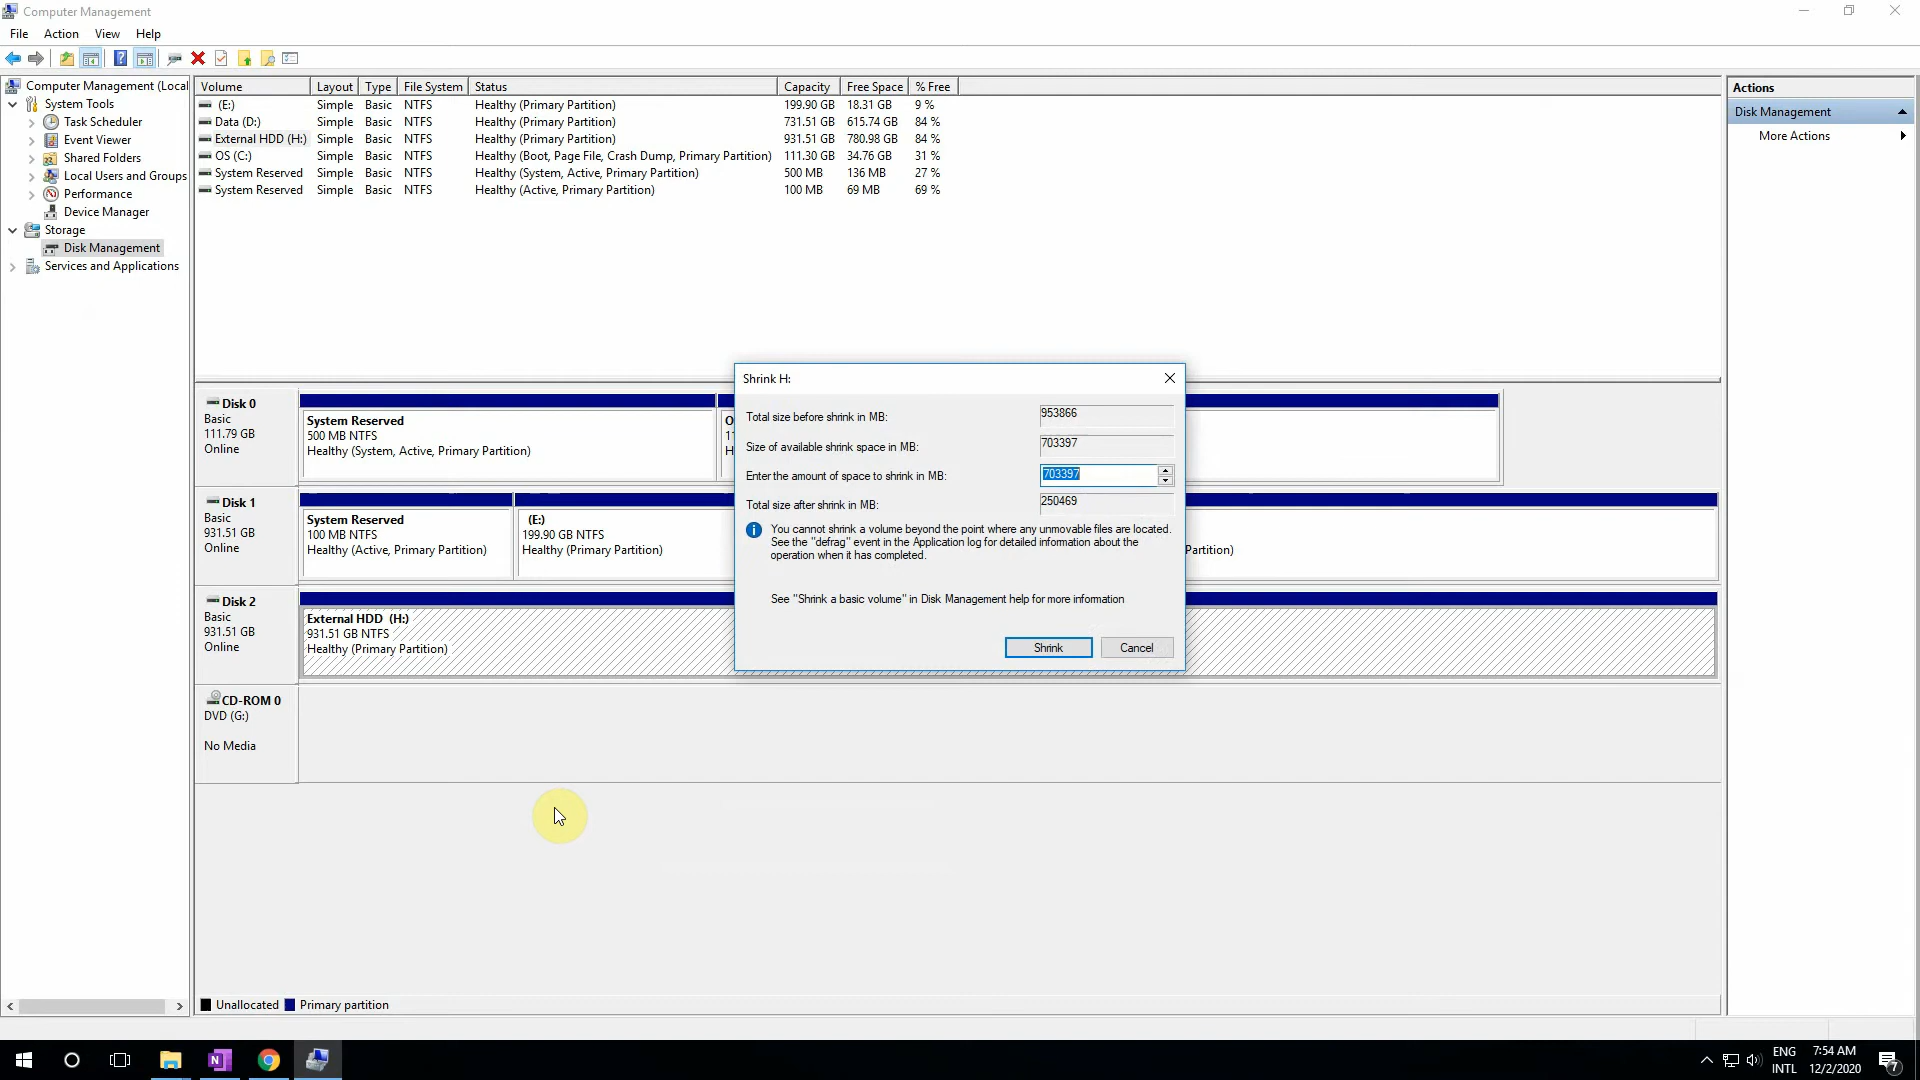 Computer Management
File Action View Help
Computer Management (Local
System Tools
Task Scheduler
Event Viewer
Shared Folders
Local Users and Groups
Performance
Device Manager
Storage
Disk Management
Services and Applications
Volume Layout Type File System Status Capacity Free Space % Free
(E:) Simple Basic NTFS Healthy (Primary Partition) 199.90 GB 18.31 GB 9 %
Data (D:) Simple Basic NTFS Healthy (Primary Partition) 731.51 GB 615.74 GB 84 %
External HDD (H:) Simple Basic NTFS Healthy (Primary Partition) 931.51 GB 780.98 GB 84 %
OS (C:) Simple Basic NTFS Healthy (Boot, Page File, Crash Dump, Primary Partition) 111.30 GB 34.76 GB 31 %
System Reserved Simple Basic NTFS Healthy (System, Active, Primary Partition) 500 MB 136 MB 27 %
System Reserved Simple Basic NTFS Healthy (Active, Primary Partition) 100 MB 69 MB 69 %
Actions
Disk Management
More Actions
Disk 0
Basic
111.79 GB
Online
System Reserved
500 MB NTFS
Healthy (System, Active, Primary Partition)
O
11
H
Disk 1
Basic
931.51 GB
Online
System Reserved
100 MB NTFS
Healthy (Active, Primary Partition)
(E:)
199.90 GB NTFS
Healthy (Primary Partition)
Partition)
Disk 2
Basic
931.51 GB
Online
External HDD (H:)
931.51 GB NTFS
Healthy (Primary Partition)
CD-ROM 0
DVD (G:)
No Media
Shrink H:
Total size before shrink in MB: 953866
Size of available shrink space in MB: 703397
Enter the amount of space to shrink in MB: 703397
Total size after shrink in MB: 250469
You cannot shrink a volume beyond the point where any unmovable files are located.
See the "defrag" event in the Application log for detailed information about the
operation when it has completed.
See "Shrink a basic volume" in Disk Management help for more information
Shrink Cancel
Unallocated Primary partition
ENG
INTL
7:54 AM
12/2/2020
7